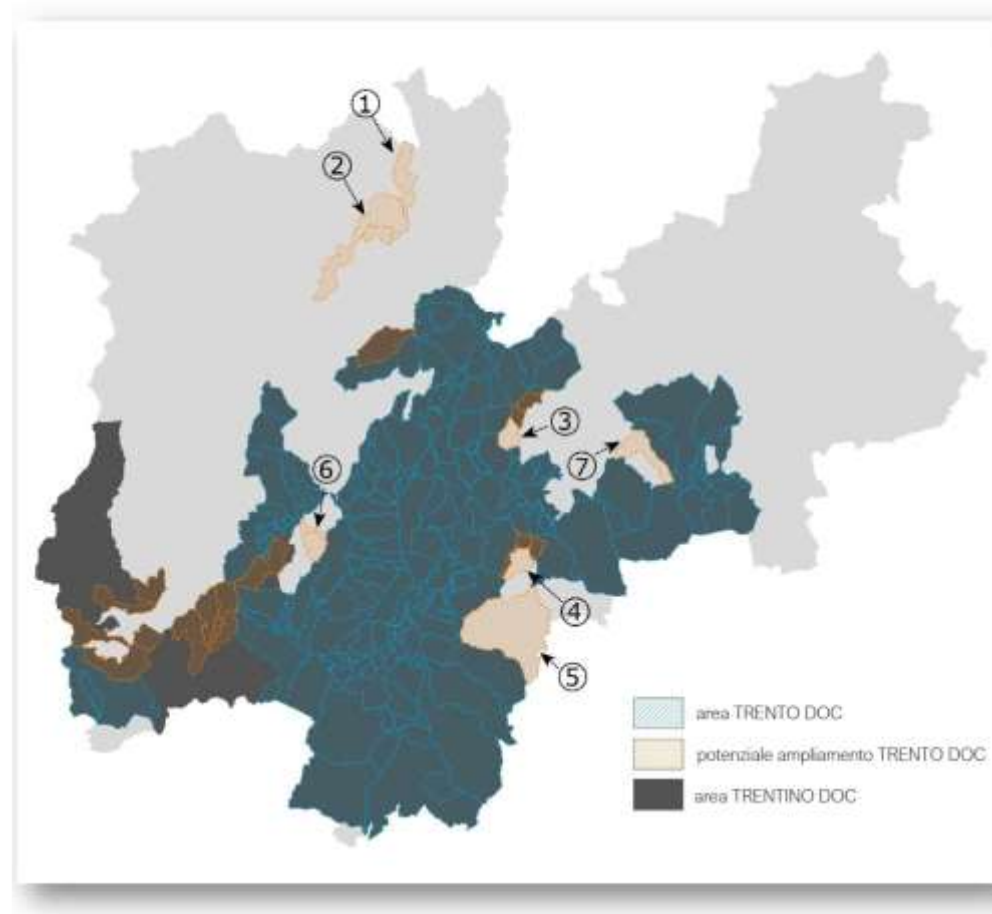 ①
②
③
⑦
⑥
④
⑤
area TRENTO DOC
potenziale ampliamento TRENTO DOC
area TRENTINO DOC